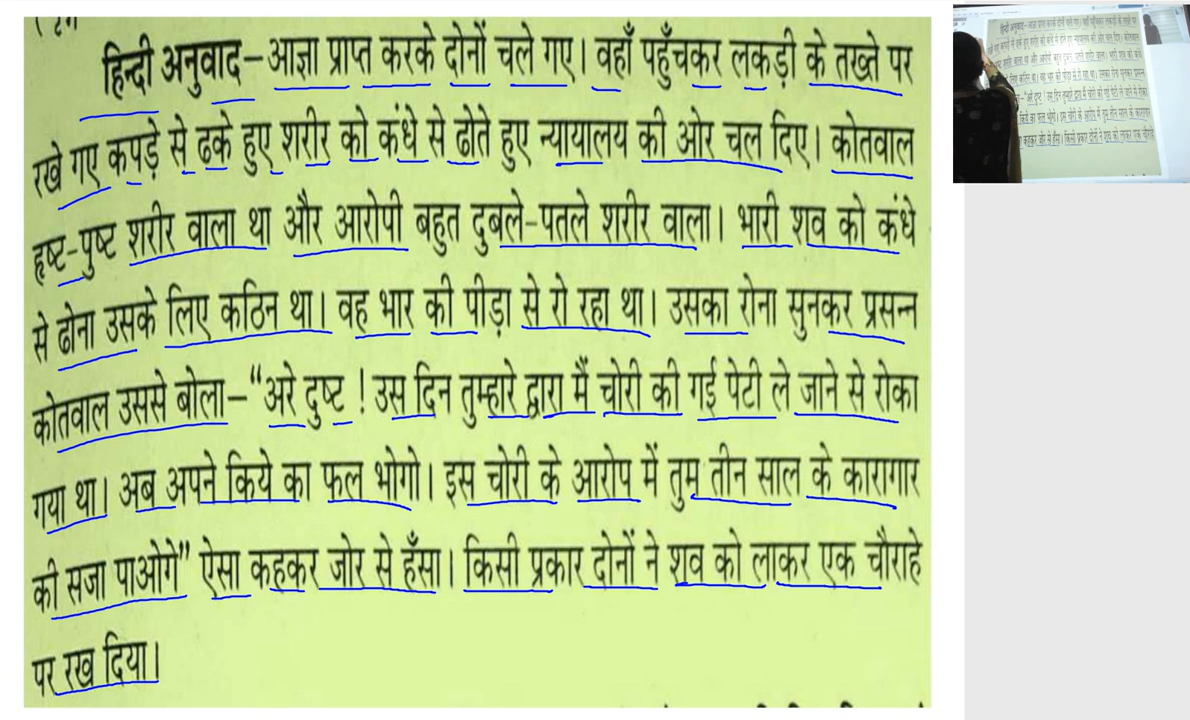 हिन्दी अनुवाद–आज्ञा प्राप्त करके दोनों चले गए। वहाँ पहुँचकर लकड़ी के तख्ते पर
रखे गए कपड़े से ढके हुए शरीर को कंधे से ढोते हुए न्यायालय की ओर चल दिए। कोतवाल
हृष्ट-पुष्ट शरीर वाला था और आरोपी बहुत दुबले-पतले शरीर वाला। भारी शव को कंधे
से ढोना उसके लिए कठिन था। वह भार की पीड़ा से रो रहा था। उसका रोना सुनकर प्रसन्न
कोतवाल उससे बोला–“अरे दुष्ट ! उस दिन तुम्हारे द्वारा मैं चोरी की गई पेटी ले जाने से रोका
गया था। अब अपने किये का फल भोगो। इस चोरी के आरोप में तुम तीन साल के कारागार
की सजा पाओगे” ऐसा कहकर जोर से हँसा। किसी प्रकार दोनों ने शव को लाकर एक चौराहे
पर रख दिया।